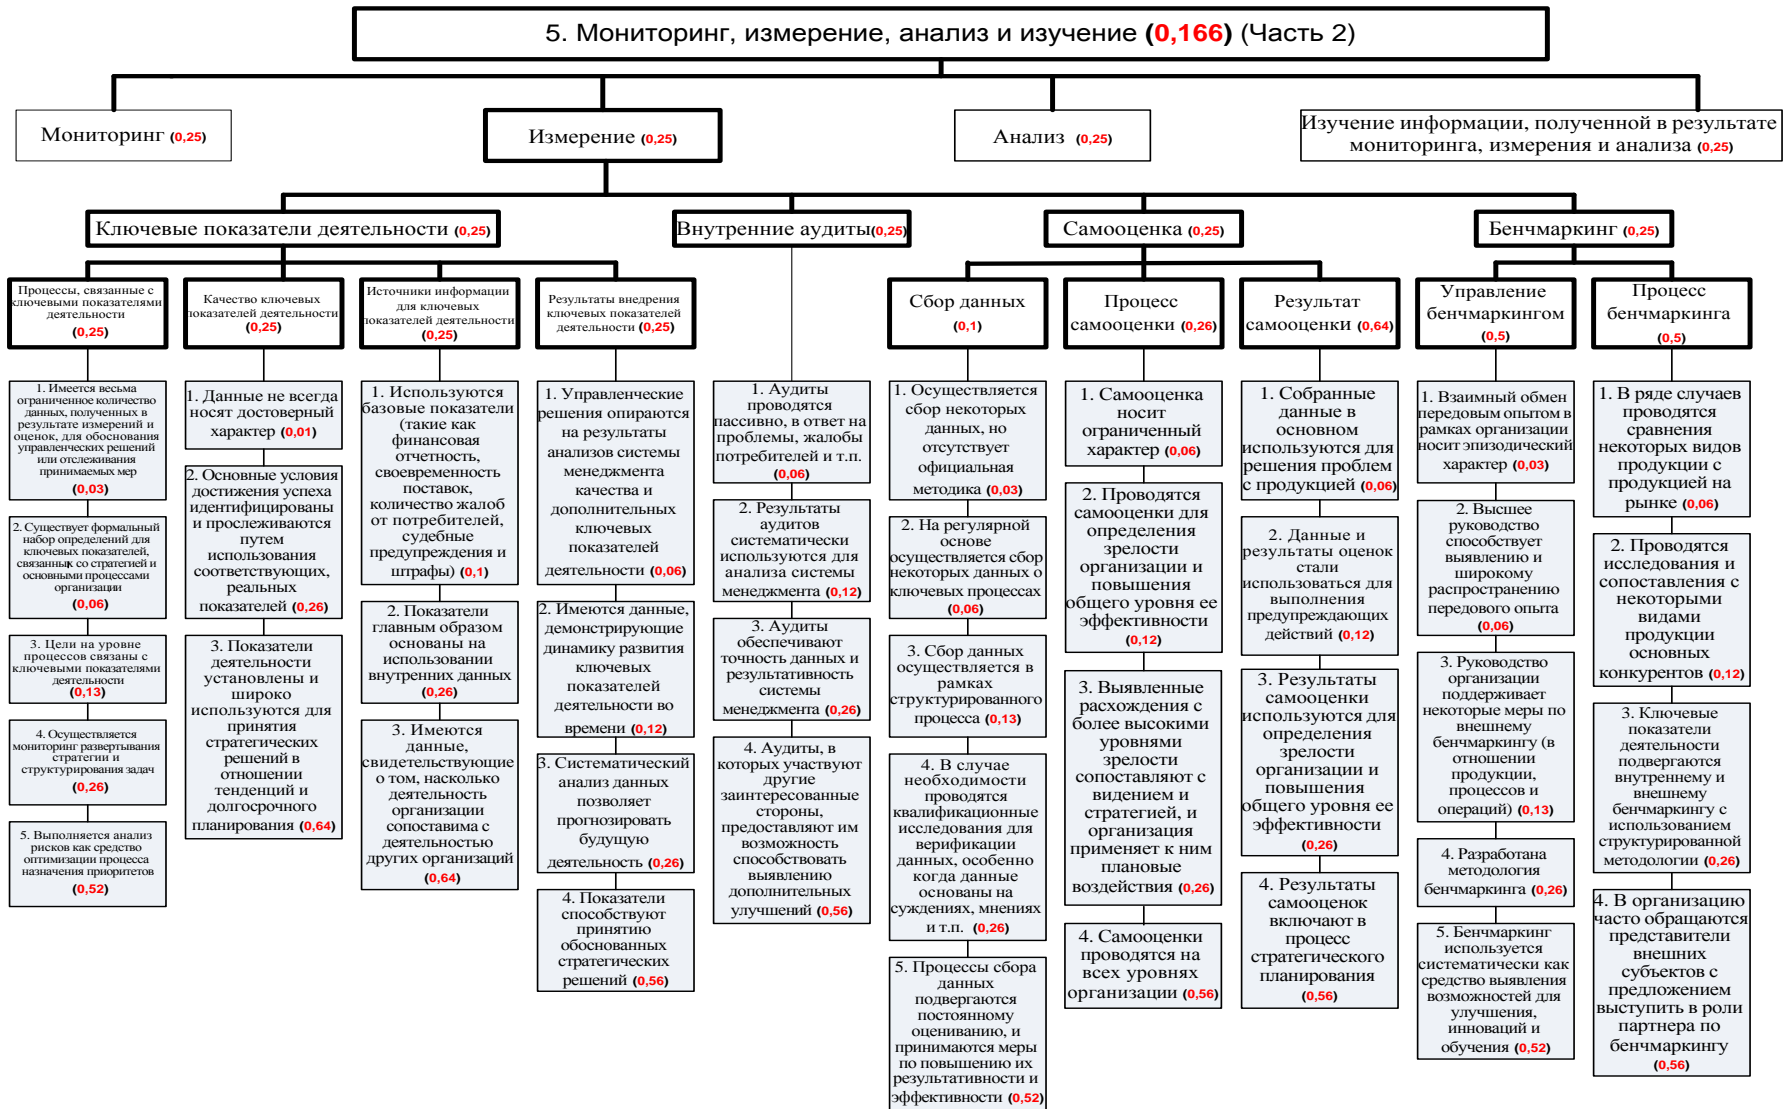 5. Мониторинг, измерение, анализ и изучение (0,166) (Часть 2)
Мониторинг (0,25)
Измерение (0,25)
Анализ (0,25)
Изучение информации, полученной в результате
мониторинга, измерения и анализа (0,25)
Ключевые показатели деятельности (0,25)
Внутренние аудиты(0,25)
Самооценка (0,25)
Бенчмаркинг (0,25)
Процессы, связанные с
ключевыми показателями
деятельности
(0,25)
Качество ключевых
показателей деятельности
(0,25)
Источники информации
для ключевых
показателей деятельности
(0,25)
Результаты внедрения
ключевых показателей
деятельности (0,25)
Сбор данных
(0,1)
Процесс
самооценки (0,26)
Результат
самооценки (0,64)
Управление
бенчмаркингом
(0,5)
Процесс
бенчмаркинга
(0,5)
1. Имеется весьма
ограниченное количество
данных, полученных в
результате измерений и
оценок, для обоснования
управленческих решений
или отслеживания
принимаемых мер
(0,03)
2. Существует формальный
набор определений для
ключевых показателей,
связанных со стратегией и
основными процессами
организации
(0,06)
3. Цели на уровне
процессов связаны с
ключевыми показателями
деятельности
(0,13)
4. Осуществляется
мониторинг развертывания
стратегии и
структурирования задач
(0,26)
5. Выполняется анализ
рисков как средство
оптимизации процесса
назначения приоритетов
(0,52)
1. Данные не всегда
носят достоверный
характер (0,01)
2. Основные условия
достижения успеха
идентифицированы
и прослеживаются
путем
использования
соответствующих,
реальных
показателей (0,26)
3. Показатели
деятельности
установлены и
широко
используются для
принятия
стратегических
решений в
отношении
тенденций и
долгосрочного
планирования (0,64)
1. Используются
базовые показатели
(такие как
финансовая
отчетность,
своевременность
поставок,
количество жалоб
от потребителей,
судебные
предупреждения и
штрафы) (0,1)
2. Показатели
главным образом
основаны на
использовании
внутренних данных
(0,26)
3. Имеются
данные,
свидетельствующие
о том, насколько
деятельность
организации
сопоставима с
деятельностью
других организаций
(0,64)
1. Управленческие
решения опираются
на результаты
анализов системы
менеджмента
качества и
дополнительных
ключевых
показателей
деятельности (0,06)
2. Имеются данные,
демонстрирующие
динамику развития
ключевых
показателей
деятельности во
времени (0,12)
3. Систематический
анализ данных
позволяет
прогнозировать
будущую
деятельность (0,26)
4. Показатели
способствуют
принятию
обоснованных
стратегических
решений (0,56)
1. Аудиты
проводятся
пассивно, в ответ на
проблемы, жалобы
потребителей и т.п.
(0,06)
2. Результаты
аудитов
систематически
используются для
анализа системы
менеджмента (0,12)
3. Аудиты
обеспечивают
точность данных и
результативность
системы
менеджмента (0,26)
4. Аудиты, в
которых участвуют
другие
заинтересованные
стороны,
предоставляют им
возможность
способствовать
выявлению
дополнительных
улучшений (0,56)
1. Осуществляется
сбор некоторых
данных, но
отсутствует
официальная
методика (0,03)
2. На регулярной
основе
осуществляется сбор
некоторых данных о
ключевых процессах
(0,06)
3. Сбор данных
осуществляется в
рамках
структурированного
процесса (0,13)
4. В случае
необходимости
проводятся
квалификационные
исследования для
верификации
данных, особенно
когда данные
основаны на
суждениях, мнениях
и т.п. (0,26)
5. Процессы сбора
данных
подвергаются
постоянному
оцениванию, и
принимаются меры
по повышению их
результативности и
эффективности (0,52)
1. Самооценка
носит
ограниченный
характер (0,06)
2. Проводятся
самооценки для
определения
зрелости
организации и
повышения
общего уровня ее
эффективности
(0,12)
3. Выявленные
расхождения с
более высокими
уровнями
зрелости
сопоставляют с
видением и
стратегией, и
организация
применяет к ним
плановые
воздействия (0,26)
4. Самооценки
проводятся на
всех уровнях
организации (0,56)
1. Собранные
данные в
основном
используются для
решения проблем
с продукцией (0,06)
2. Данные и
результаты оценок
стали
использоваться для
выполнения
предупреждающих
действий (0,12)
3. Результаты
самооценки
используются для
определения
зрелости
организации и
повышения
общего уровня ее
эффективности
(0,26)
4. Результаты
самооценок
включают в
процесс
стратегического
планирования
(0,56)
1. Взаимный обмен
передовым опытом в
рамках организации
носит эпизодический
характер (0,03)
2. Высшее
руководство
способствует
выявлению и
широкому
распространению
передового опыта
(0,06)
3. Руководство
организации
поддерживает
некоторые меры по
внешнему
бенчмаркингу (в
отношении
продукции,
процессов и
операций) (0,13)
4. Разработана
методология
бенчмаркинга (0,26)
5. Бенчмаркинг
используется
систематически как
средство выявления
возможностей для
улучшения,
инноваций и
обучения (0,52)
1. В ряде случаев
проводятся
сравнения
некоторых видов
продукции с
продукцией на
рынке (0,06)
2. Проводятся
исследования и
сопоставления с
некоторыми
видами
продукции
основных
конкурентов (0,12)
3. Ключевые
показатели
деятельности
подвергаются
внутреннему и
внешнему
бенчмаркингу с
использованием
структурированной
методологии (0,26)
4. В организацию
часто обращаются
представители
внешних
субъектов с
предложением
выступить в роли
партнера по
бенчмаркингу
(0,56)